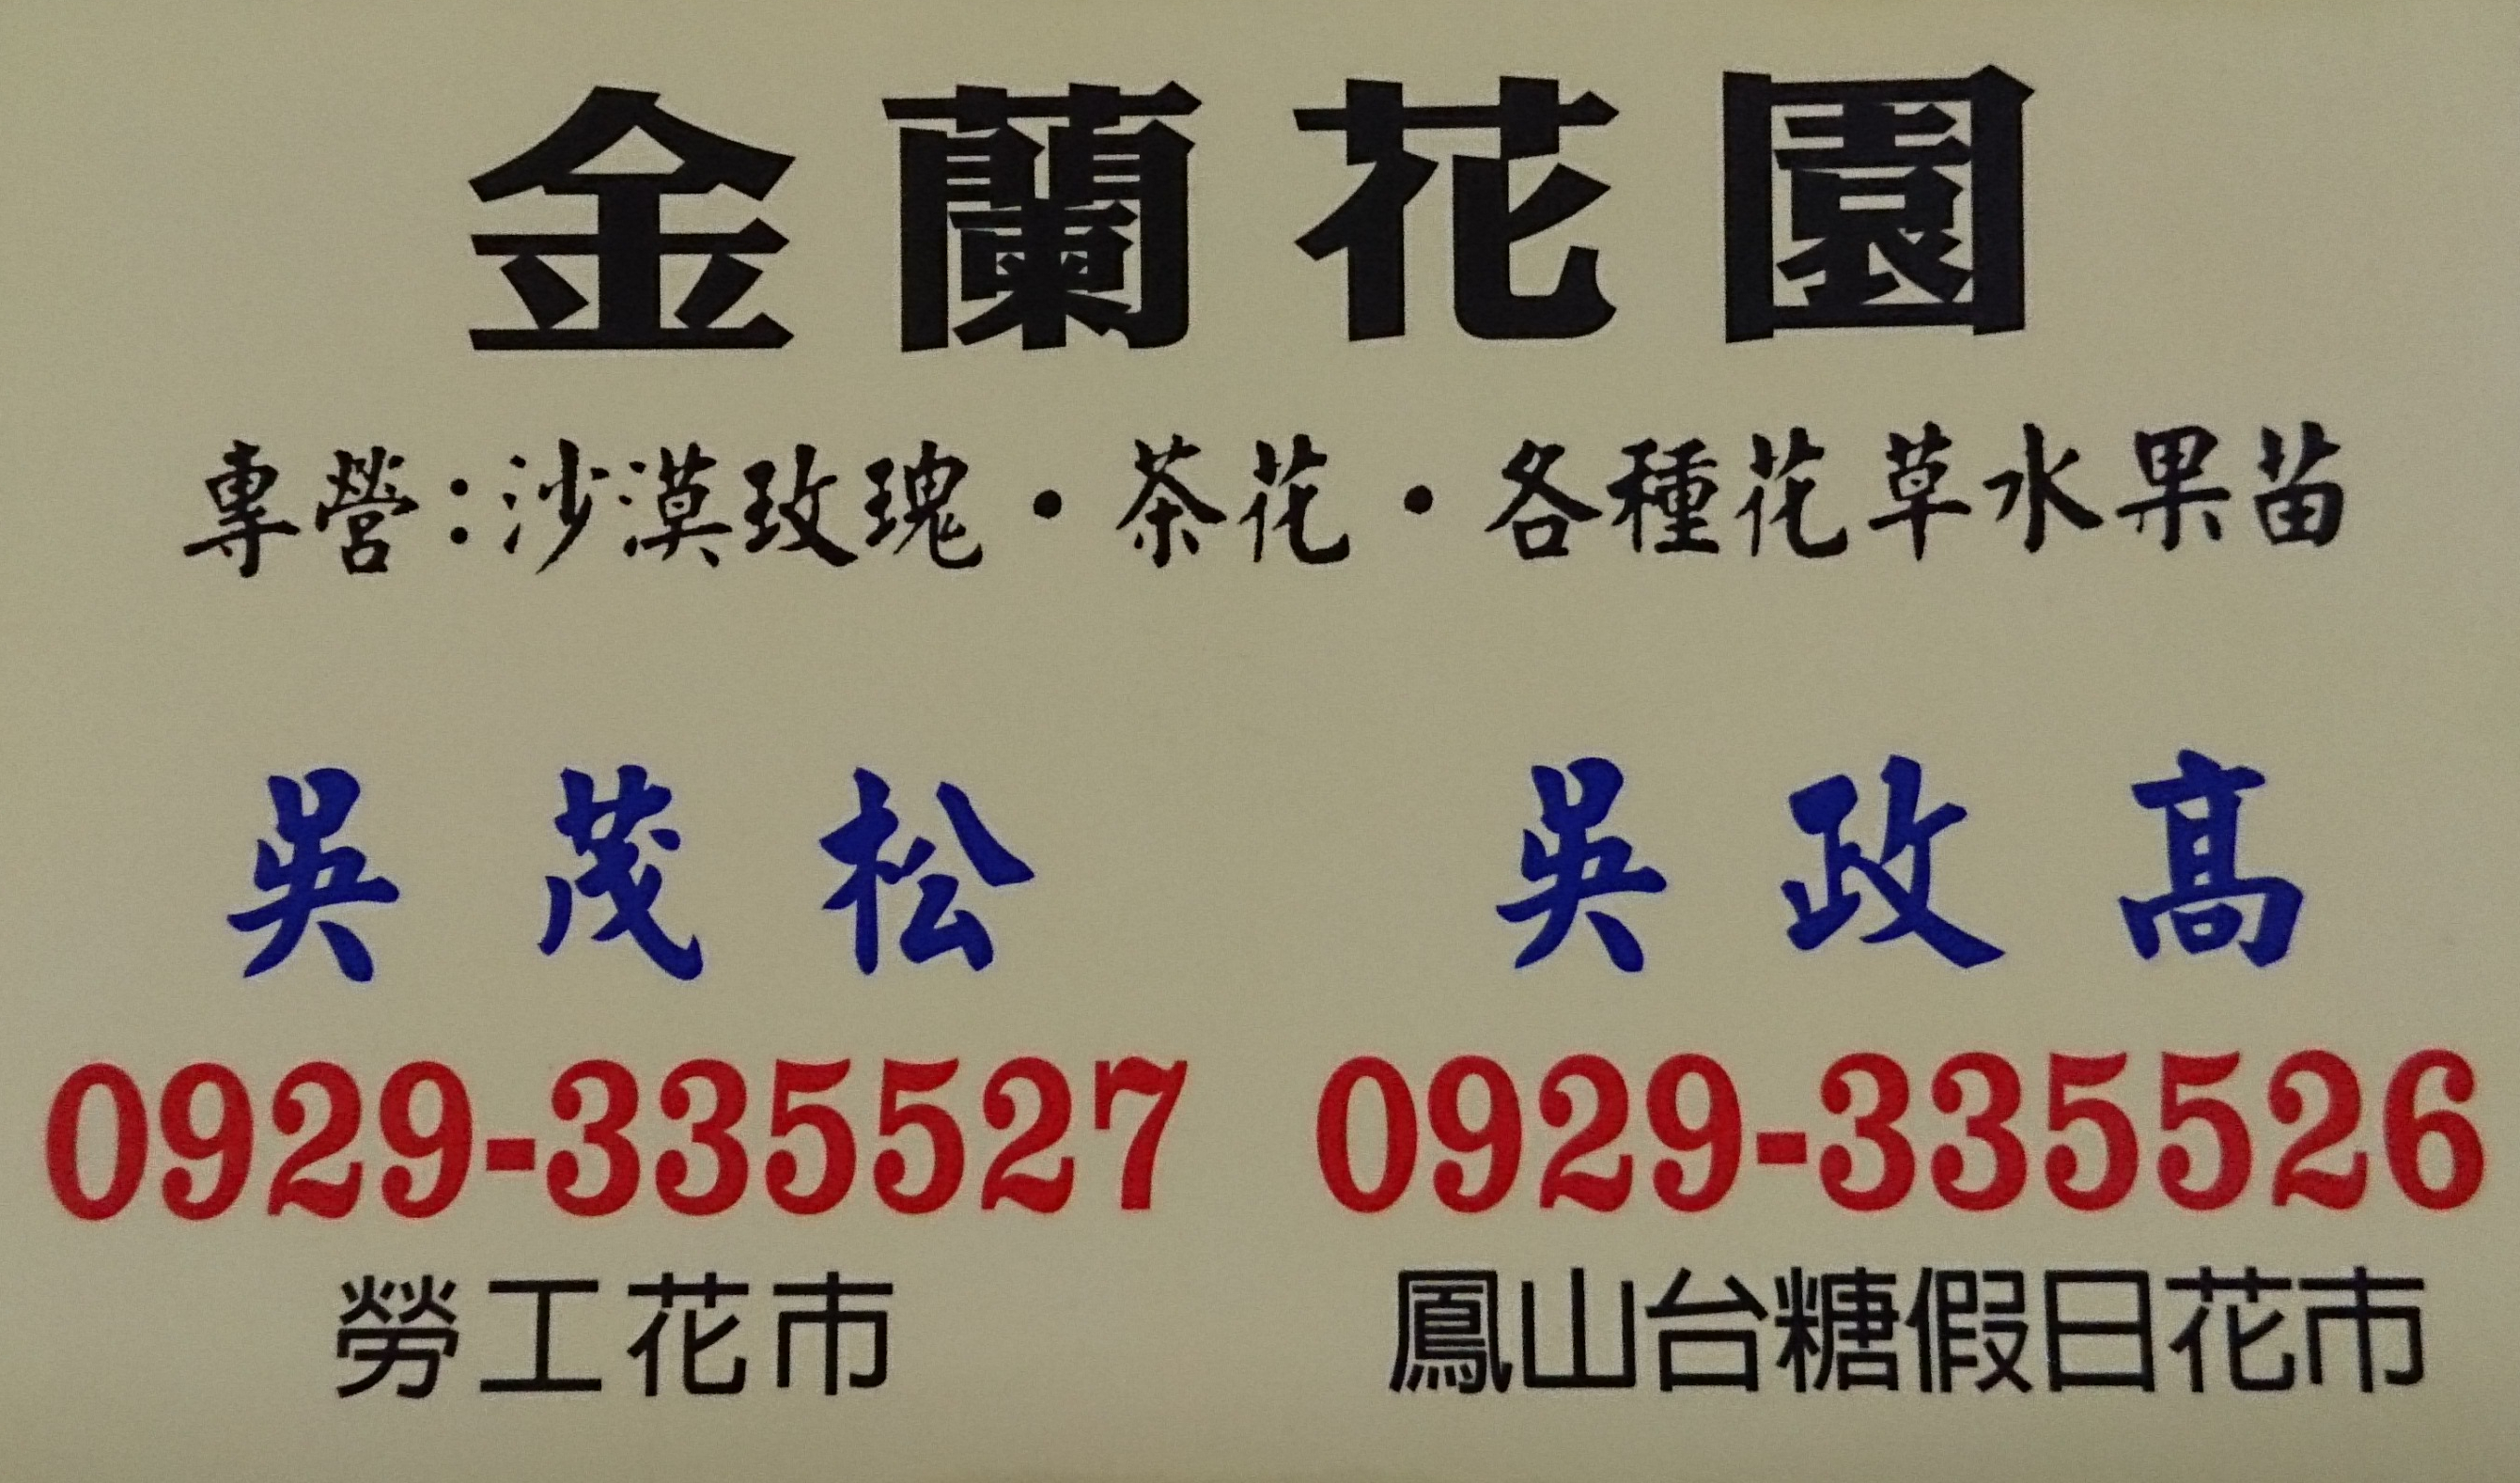 金蘭花園
專營:沙漠玫瑰・茶花・各種花草水果苗
吳茂松 吳政髙
0929-335527 0929-335526
勞工花市 鳳山台糖假日花市